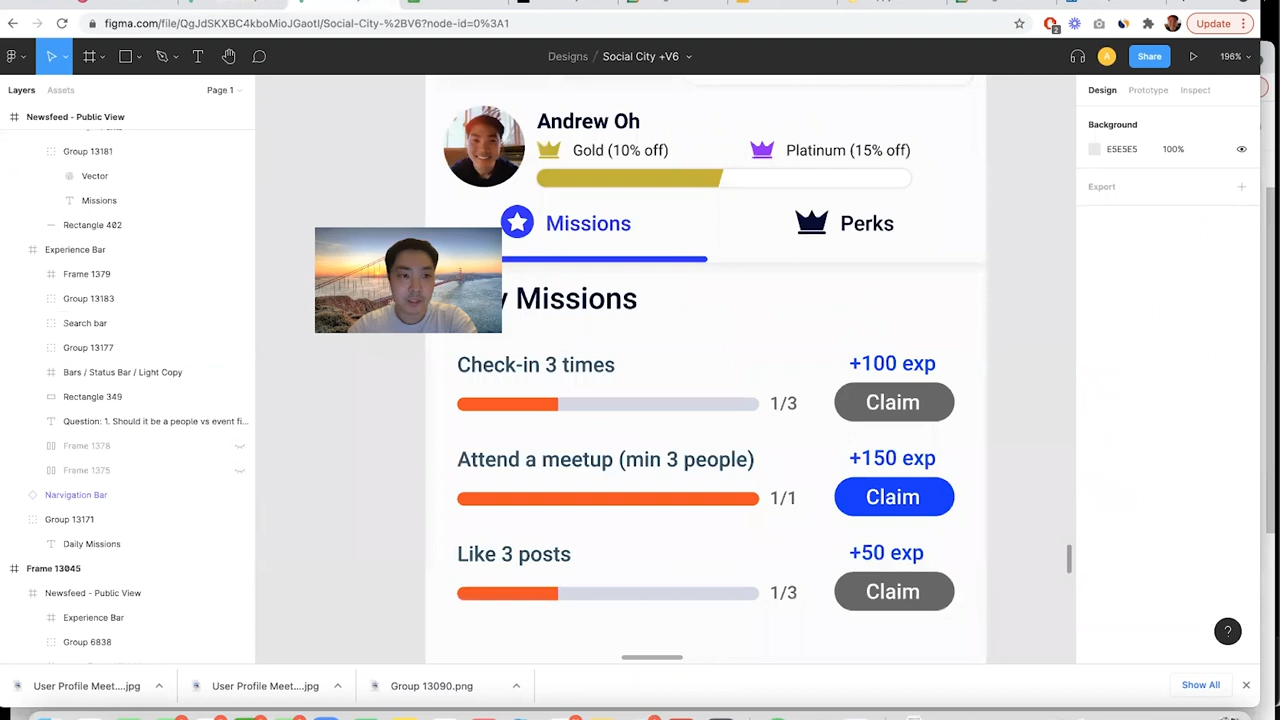 figma.com/file/QgJdSKXBC4kboMioJGaotI/Social-City-%2BV6?node-id=0%3A1
2
Update
Designs / Social City +V6
A
Share
196%
Layers
Assets
Page 1
Newsfeed - Public View
Group 13181
Vector
Missions
Rectangle 402
Experience Bar
Frame 1379
Group 13183
Search bar
Group 13177
Bars / Status Bar / Light Copy
Rectangle 349
Question: 1. Should it be a people vs event fi...
Frame 1378
Frame 1375
Narvigation Bar
Group 13171
Daily Missions
Frame 13045
Newsfeed - Public View
Experience Bar
Group 6838
Andrew Oh
Gold (10% off)
Platinum (15% off)
Missions
Perks
y Missions
Check-in 3 times
+100 exp
1/3
Claim
Attend a meetup (min 3 people)
+150 exp
1/1
Claim
Like 3 posts
+50 exp
1/3
Claim
Design
Prototype
Inspect
Background
E5E5E5
100%
Export
?
User Profile Meet....jpg
User Profile Meet....jpg
Group 13090.png
Show All